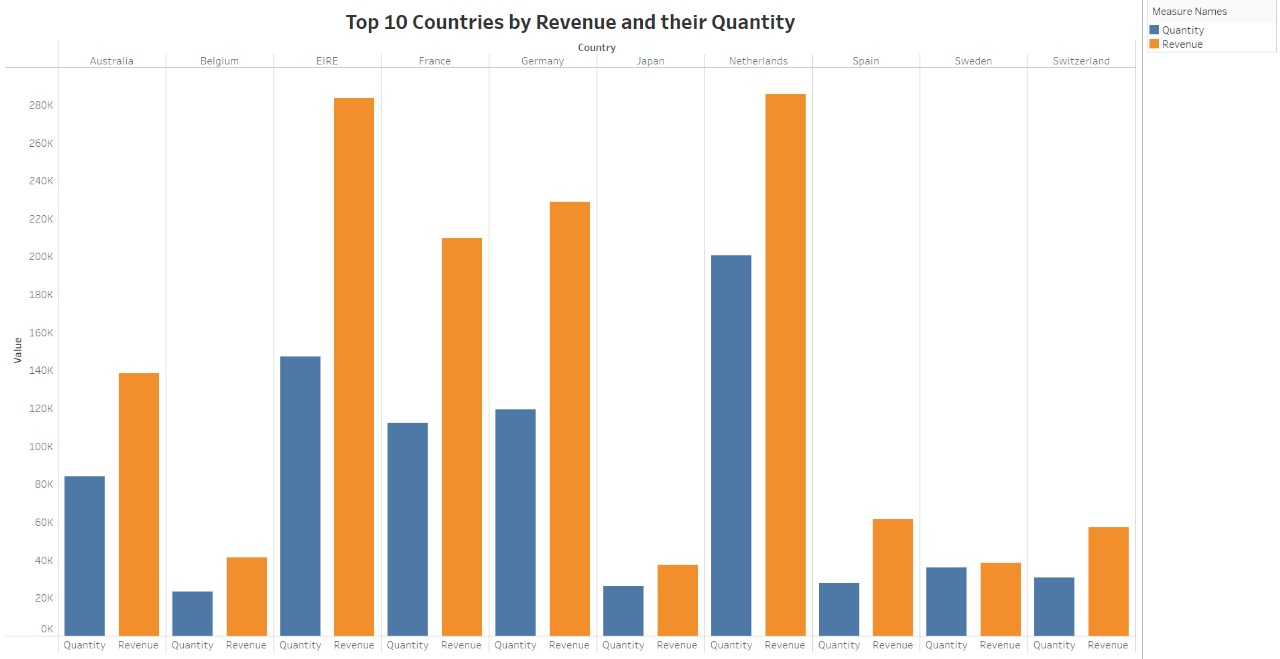 Top 10 Countries by Revenue and their Quantity
Measure Names
Quantity
Revenue
Country
Australia Belgium EIRE France Germany Japan Netherlands Spain Sweden Switzerland
280K
260K
240K
220K
200K
180K
160K
140K
120K
100K
80K
60K
40K
20K
0K
Value
Quantity Revenue Quantity Revenue Quantity Revenue Quantity Revenue Quantity Revenue Quantity Revenue Quantity Revenue Quantity Revenue Quantity Revenue Quantity Revenue